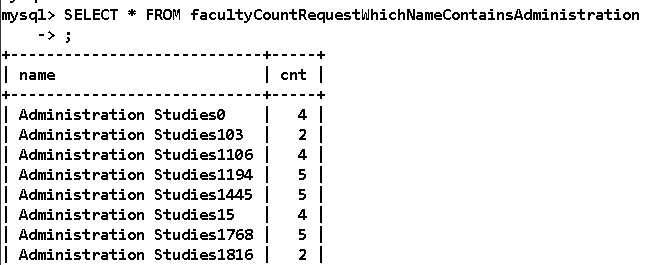 mysql> SELECT * FROM facultyCountRequestWhichNameContainsAdministration
    -> ;
+---------------------------+-----+
| name                      | cnt |
+---------------------------+-----+
| Administration Studies0   |   4 |
| Administration Studies103 |   2 |
| Administration Studies1106 |   4 |
| Administration Studies1194 |   5 |
| Administration Studies1445 |   5 |
| Administration Studies15  |   4 |
| Administration Studies1768 |   5 |
| Administration Studies1816 |   2 |